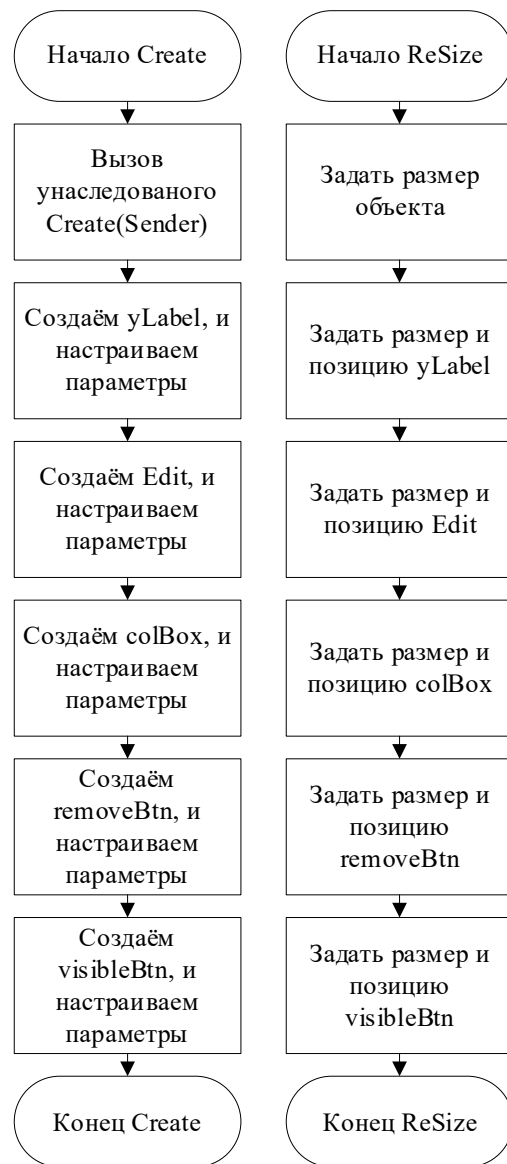 Начало Create
Вызов
унаследованого
Create(Sender)
Создаём yLabel, и
настраиваем
параметры
Создаём Edit, и
настраиваем
параметры
Создаём colBox, и
настраиваем
параметры
Создаём
removeBtn, и
настраиваем
параметры
Создаём
visibleBtn, и
настраиваем
параметры
Конец Create
Начало ReSize
Задать размер
объекта
Задать размер и
позицию yLabel
Задать размер и
позицию Edit
Задать размер и
позицию colBox
Задать размер и
позицию
removeBtn
Задать размер и
позицию
visibleBtn
Конец ReSize